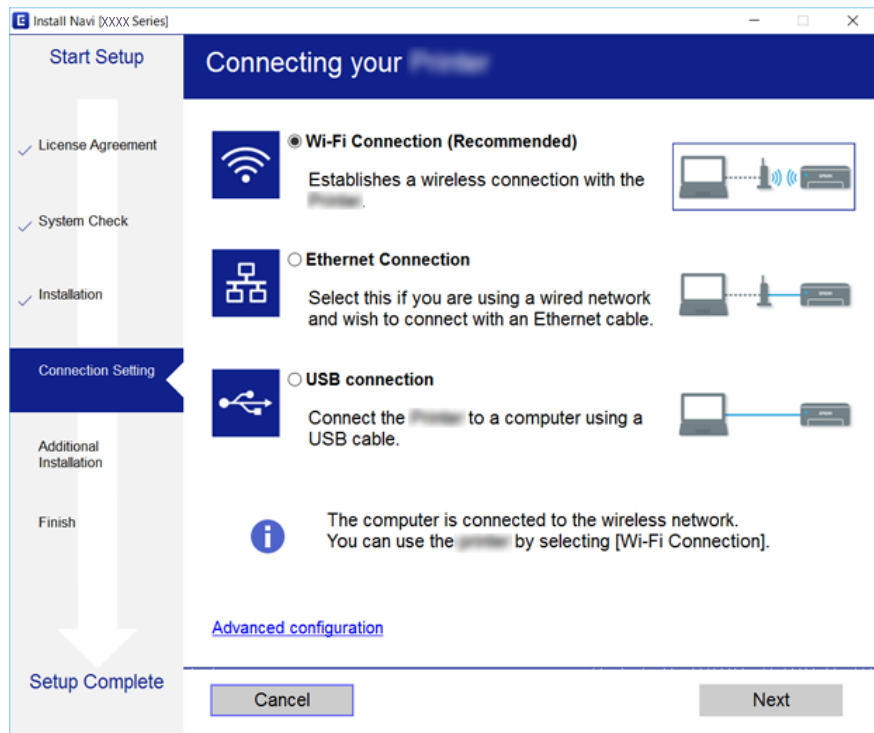 E Install Navi [XXXX Series]
Start Setup
License Agreement
System Check
Installation
Connection Setting
Additional
Installation
Finish
Setup Complete
Connecting your
Wi-Fi Connection (Recommended)
Establishes a wireless connection with the
.
Ethernet Connection
Select this if you are using a wired network
and wish to connect with an Ethernet cable.
USB connection
Connect the to a computer using a
USB cable.
i
The computer is connected to the wireless network.
You can use the by selecting [Wi-Fi Connection].
Advanced configuration
Cancel
Next